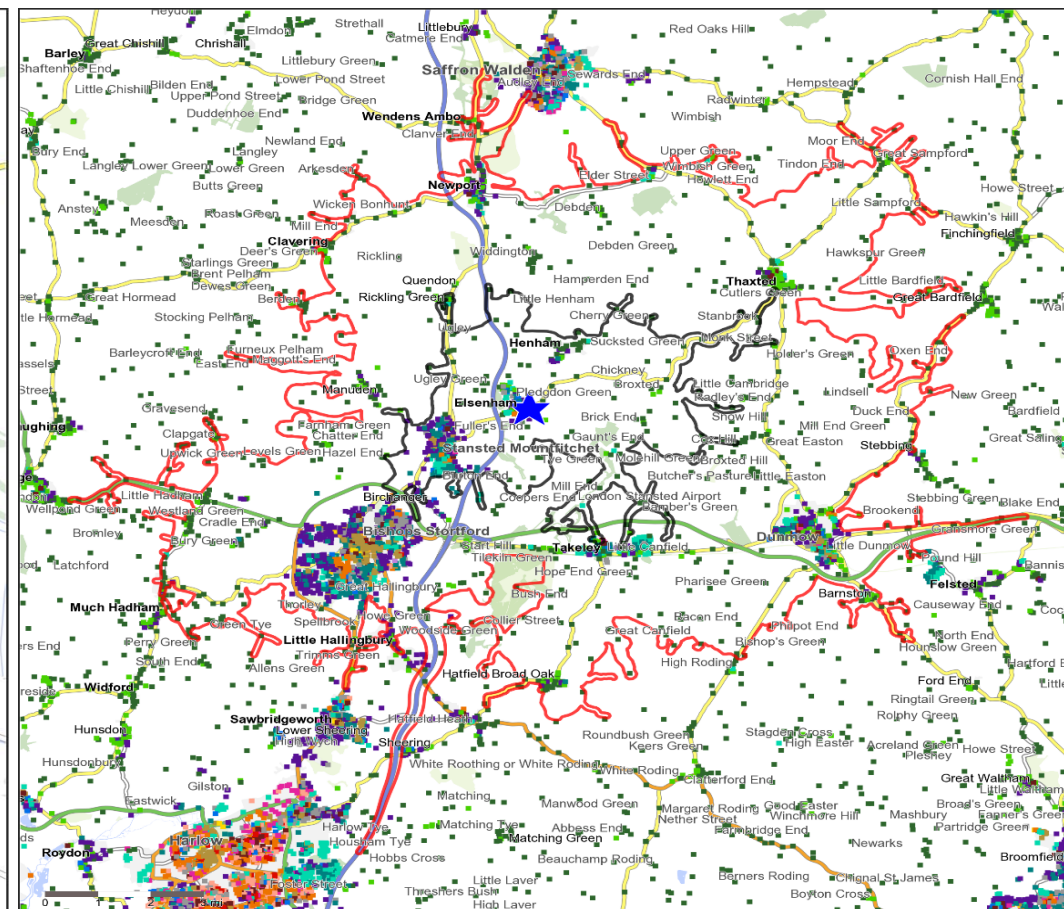 Heydon
Strethall
Littlebury
Elmdon
Red Oaks Hill
Catmere End
Great Chishill
Chrishall
Barley
Littlebury Green
Shaftenhoe End
Saffron Walden
Sewards End
Cornish Hall End
Lower Pond Street
Audley End
Hempstead
Bilden End
Little Chishill
Upper Pond Street
Bridge Green
Radwinter
Duddenhoe End
Wendens Ambo
Wimbish
Clanver End
Newland End
Moor End
Bury End
Langley
Upper Green
Great Sampford
Langley Lower Green
Lower Green
Arkesden
Wimbish Green
Tindon End
Elder Street
Howlett End
Butts Green
Newport
Howe Street
Anstey
Wicken Bonhunt
Little Sampford
Meesden
Roast Green
Debden
Hawkin's Hill
Mill End
Finchingfield
Clavering
Debden Green
Deer's Green
Rickling
Widdington
Hawkspur Green
Starlings Green
Brent Pelham
Quendon
Hamperden End
Little Bardfield
Dewes Green
Thaxted
Cutlers Green
Great Hormead
Berden
Rickling Green
Little Henham
Great Bardfield
Stocking Pelham
Cherry Green
Stanbrook
Ugley
Monk Street
Henham
Sucksted Green
Furneux Pelham
Oxen End
Barleycroft End
Maggott's End
Holder's Green
East End
Chickney
Ugley Green
Broxted
Little Cambridge
Manuden
Pledgdon Green
Radley's End
Lindsell
New Green
Elsenham
Gravesend
Brick End
Snow Hill
Duck End
Bardfield
Farnham Green
Fuller's End
Mill End Green
Clapgate
Chatter End
Gaunt's End
Cox Hill
Great Easton
Great Saling
Upwick Green
Levels Green
Hazel End
Stansted Mountfitchet
Stebbing
Tye Green
Molehill Green
Broxted Hill
Burton End
Butcher's Pasture
Little Easton
Mill End
Little Hadham
Birchanger
Coopers End
London Stansted Airport
Stebbing Green
Blake End
Wellpond Green
Westland Green
Bamber's Green
Brookend
Cradle End
Gransmore Green
Bromley
Bishops Stortford
Dunmow
Bury Green
Start Hill
Takeley
Little Canfield
Little Dunmow
Tilekiln Green
Pound Hill
Latchford
Hope End Green
Great Hallingbury
Pharisee Green
Felsted
Bush End
Barnston
Much Hadham
Thorley
Causeway End
Howe Green
Spellbrook
Collier Street
Bacon End
Philpot End
Green Tye
Woodside Green
Great Canfield
North End
Perry Green
Little Hallingbury
Bishop's Green
Hounslow Green
Trimms Green
South End
Allens Green
High Roding
Hatfield Broad Oak
Ford End
Widford
Ringtail Green
Rolphy Green
Sawbridgeworth
Hatfield Heath
Hunsdon
Lower Sheering
Stagden Cross
High Wych
Roundbush Green
High Easter
Acreland Green
Sheering
Keers Green
Howe Street
Pleshey
Hunsdonbury
White Roothing or White Roding
White Roding
Gilston
Clatterford End
Great Waltham
Eastwick
Matching
Manwood Green
Good Easter
Margaret Roding
Broad's Green
Winchmore Hill
Mashbury
Nether Street
Harlow Tye
Matching Tye
Abbess End
Partridge Green
Farmbridge End
Harlow
Housham Tye
Matching Green
Newarks
Roydon
Hobbs Cross
Beauchamp Roding
Broomfield
Berners Roding
Chignal St James
Foster Street
Little Laver
Threshers Bush
Boyton Cross
High Laver
0 1 2 3 mi